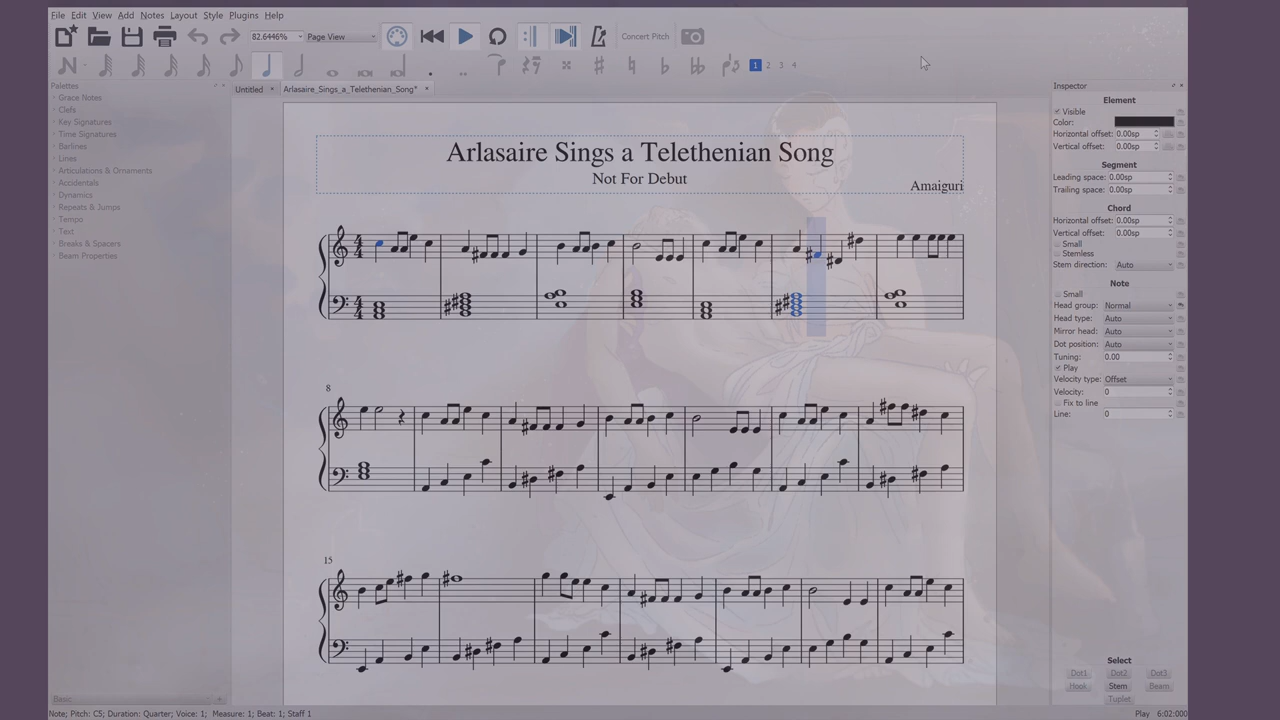 File Edit View Add Notes Layout Style Plugins Help
82.6446% Page View Concert Pitch
1 2 3 4
Palettes
Grace Notes
Clefs
Key Signatures
Time Signatures
Barlines
Lines
Articulations & Ornaments
Accidentals
Dynamics
Repeats & Jumps
Tempo
Text
Breaks & Spacers
Beam Properties
Basic
Untitled × Arlasaire_Sings_a_Telethenian_Song* ×
Arlasaire Sings a Telethenian Song
Not For Debut
Amaiguri
8
15
Inspector
Element
Visible
Color:
Horizontal offset: 0.00sp
Vertical offset: 0.00sp
Segment
Leading space: 0.00sp
Trailing space: 0.00sp
Chord
Horizontal offset: 0.00sp
Vertical offset: 0.00sp
Small
Stemless
Stem direction: Auto
Note
Small
Head group: Normal
Head type: Auto
Mirror head: Auto
Dot position: Auto
Tuning: 0.00
Play
Velocity type: Offset
Velocity: 0
Fix to line
Line: 0
Select
Dot1 Dot2 Dot3
Hook Stem Beam
Tuplet
Note; Pitch: C5; Duration: Quarter; Voice: 1; Measure: 1; Beat: 1; Staff 1
Play 6:02:000